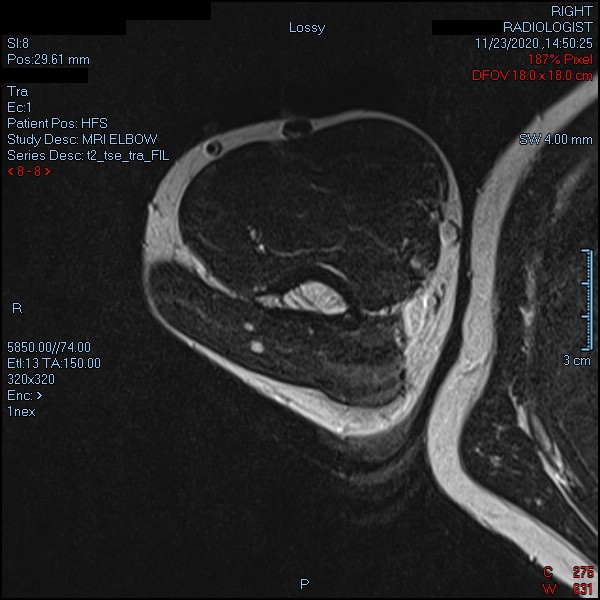 Lossy
SI:8
Pos:29.61 mm
Tra
Ec:1
Patient Pos: HFS
Study Desc: MRI ELBOW
Series Desc: t2_tse_tra_FIL
< 8 - 8 >
RIGHT
RADIOLOGIST
11/23/2020 ,14:50:25
187% Pixel
DFOV 18.0 x 18.0 cm
SW 4.00 mm
R
5850.00//74.00
Etl:13 TA:150.00
320x320
Enc: >
1nex
3 cm
P
C 275
W 631